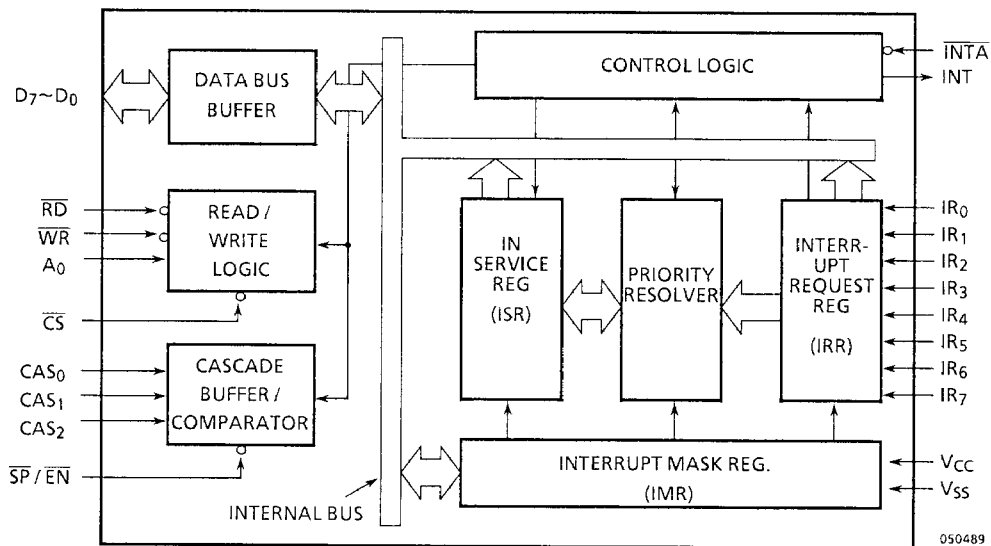 D7~D0
DATA BUS
BUFFER
CONTROL LOGIC
INTA
INT
RD
WR
A0
CS
READ /
WRITE
LOGIC
IN
SERVICE
REG
(ISR)
PRIORITY
RESOLVER
INTERR-
UPT
REQUEST
REG
(IRR)
IR0
IR1
IR2
IR3
IR4
IR5
IR6
IR7
CAS0
CAS1
CAS2
SP / EN
CASCADE
BUFFER /
COMPARATOR
INTERNAL BUS
INTERRUPT MASK REG.
(IMR)
VCC
VSS
050489